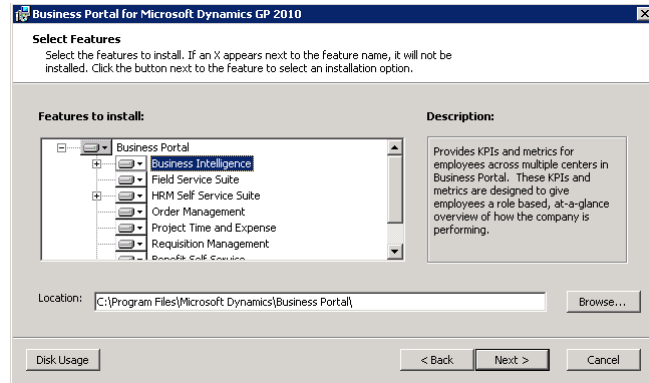 Business Portal for Microsoft Dynamics GP 2010
Select Features
Select the features to install. If an X appears next to the feature name, it will not be
installed. Click the button next to the feature to select an installation option.
Features to install:
Business Portal
Business Intelligence
Field Service Suite
HRM Self Service Suite
Order Management
Project Time and Expense
Requisition Management
Benefit Self Service
Description:
Provides KPIs and metrics for
employees across multiple centers in
Business Portal. These KPIs and
metrics are designed to give
employees a role based, at-a-glance
overview of how the company is
performing.
Location:
C:\Program Files\Microsoft Dynamics\Business Portal\
Browse...
Disk Usage
< Back
Next >
Cancel